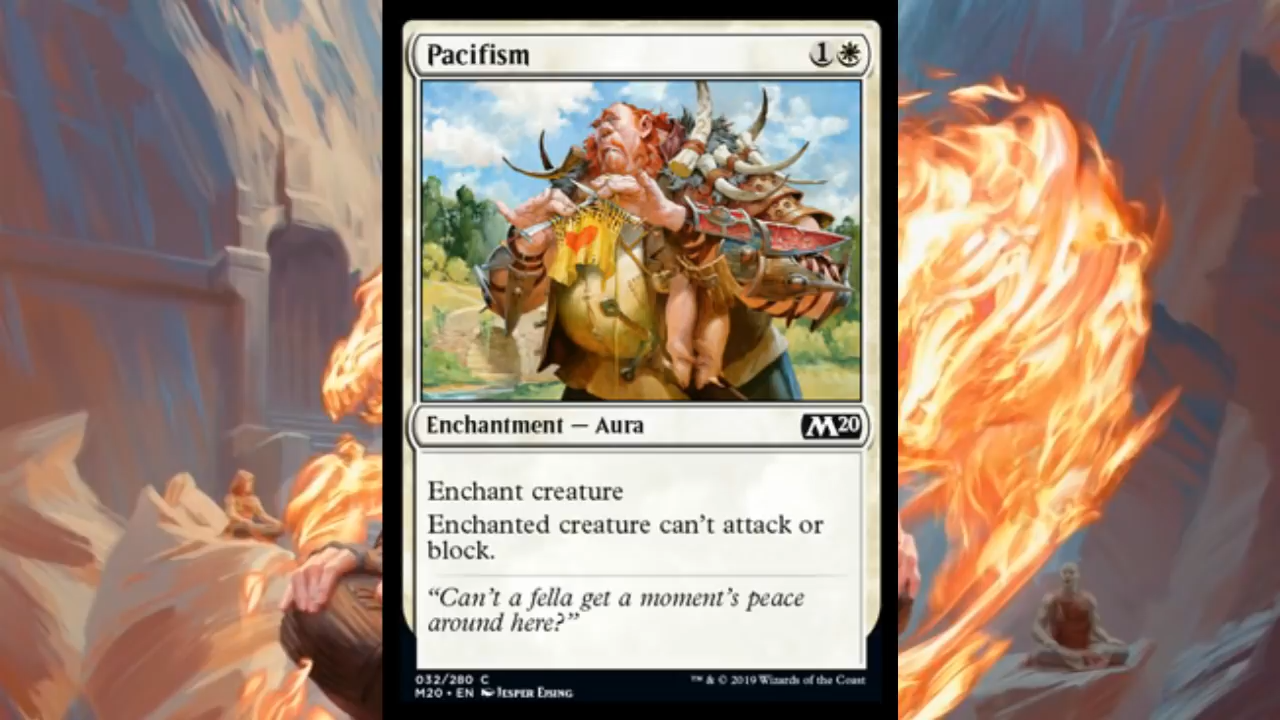 Pacifism 1
Enchantment — Aura M20
Enchant creature
Enchanted creature can't attack or
block.
“Can't a fella get a moment's peace
around here?”
032/280 C ™ & © 2019 Wizards of the Coast
M20 • EN Jesper Ejsing